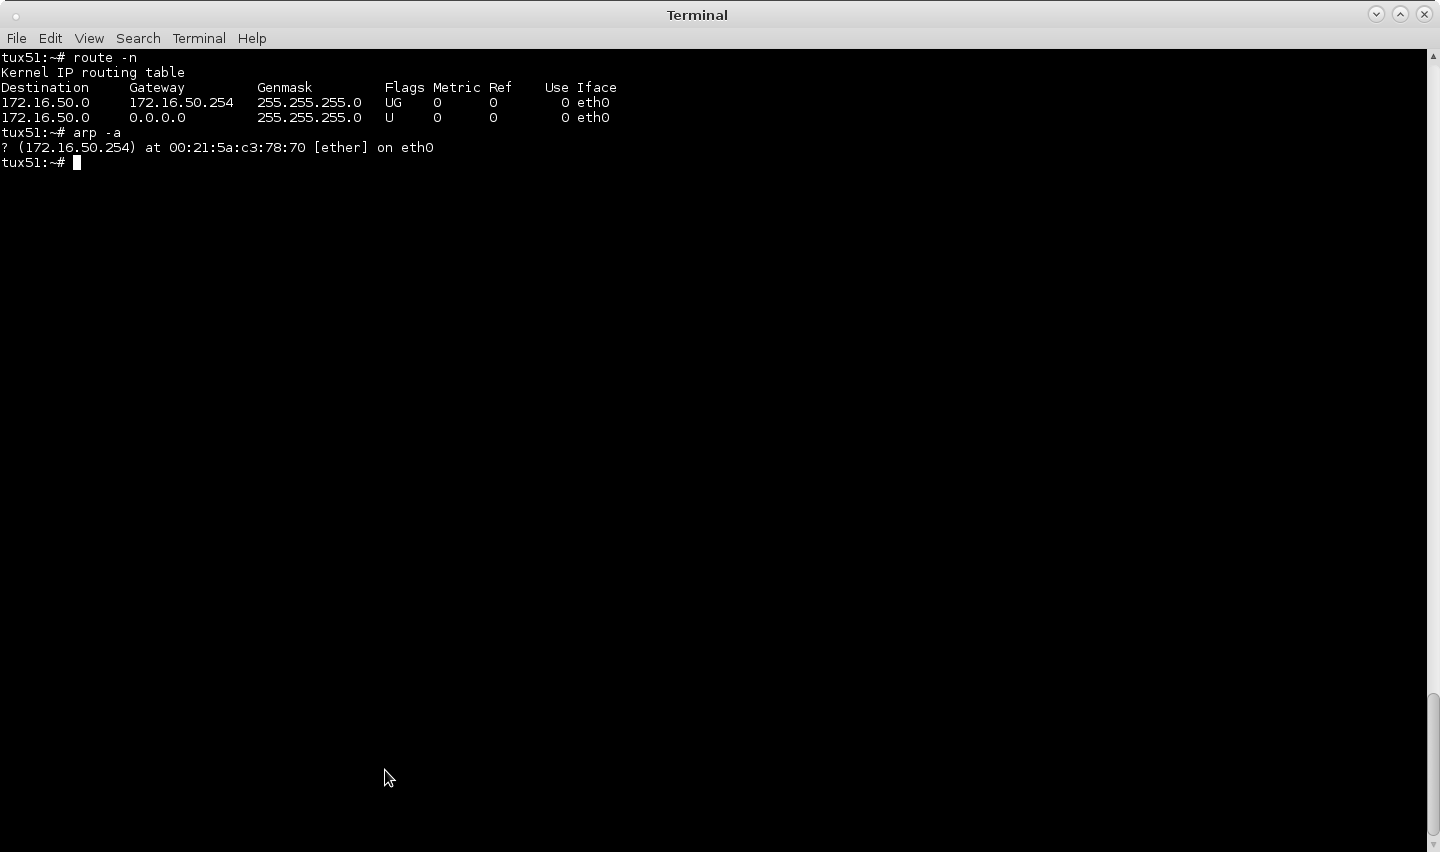 Terminal
File Edit View Search Terminal Help
tux51:~# route -n
Kernel IP routing table
Destination     Gateway         Genmask         Flags Metric Ref    Use Iface
172.16.50.0     172.16.50.254   255.255.255.0   UG    0      0        0 eth0
172.16.50.0     0.0.0.0         255.255.255.0   U     0      0        0 eth0
tux51:~# arp -a
? (172.16.50.254) at 00:21:5a:c3:78:70 [ether] on eth0
tux51:~#